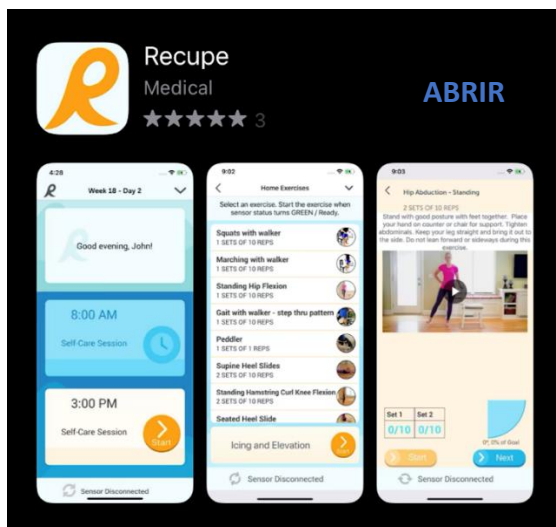 Recupe
Medical
ABRIR
3
4:28
Week 18 - Day 2
Good evening, John!
8:00 AM
Self-Care Session
3:00 PM
Self-Care Session
Start
Sensor Disconnected
9:02
Home Exercises
Select an exercise. Start the exercise when
sensor status turns GREEN / Ready.
Squats with walker
1 SETS OF 10 REPS
Marching with walker
1 SETS OF 10 REPS
Standing Hip Flexion
1 SETS OF 10 REPS
Gait with walker - step thru pattern
1 SETS OF 10 REPS
Peddler
1 SETS OF 1 REPS
Supine Heel Slides
2 SETS OF 10 REPS
Standing Hamstring Curl Knee Flexion
2 SETS OF 10 REPS
Seated Heel Slide
Icing and Elevation
Start
Sensor Disconnected
9:03
Hip Abduction - Standing
2 SETS OF 10 REPS
Stand with good posture with feet together. Place
your hand on counter or chair for support. Tighten
abdominals. Keep your leg straight and bring it out to
the side. Do not lean forward or sideways during this
exercise.
Set 1 Set 2
0/10 0/10
0°, 0% of Goal
Start
Next
Sensor Disconnected